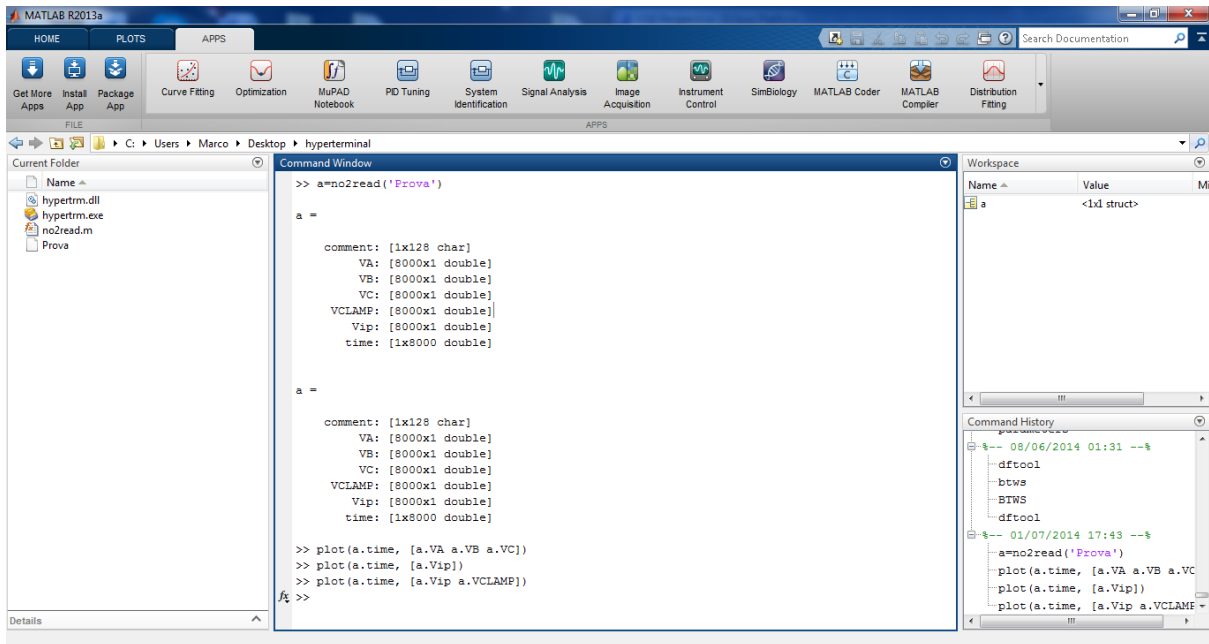 MATLAB R2013a
HOME PLOTS APPS
Search Documentation
Get More Apps
Install App
Package App
Curve Fitting
Optimization
MuPAD Notebook
PID Tuning
System Identification
Signal Analysis
Image Acquisition
Instrument Control
SimBiology
MATLAB Coder
MATLAB Compiler
Distribution Fitting
FILE
APPS
C: Users Marco Desktop hyperterminal
Current Folder
Name
hypertrm.dll
hypertrm.exe
no2read.m
Prova
Details
Command Window
>> a=no2read('Prova')
a =
comment: [1x128 char]
VA: [8000x1 double]
VB: [8000x1 double]
VC: [8000x1 double]
VCLAMP: [8000x1 double]
Vip: [8000x1 double]
time: [1x8000 double]
a =
comment: [1x128 char]
VA: [8000x1 double]
VB: [8000x1 double]
VC: [8000x1 double]
VCLAMP: [8000x1 double]
Vip: [8000x1 double]
time: [1x8000 double]
>> plot(a.time, [a.VA a.VB a.VC])
>> plot(a.time, [a.Vip])
>> plot(a.time, [a.Vip a.VCLAMP])
fx >>
Workspace
Name Value Mi
a <1x1 struct>
Command History
%-- 08/06/2014 01:31 --%
dftool
btws
BTWS
dftool
%-- 01/07/2014 17:43 --%
a=no2read('Prova')
plot(a.time, [a.VA a.VB a.VC
plot(a.time, [a.Vip])
plot(a.time, [a.Vip a.VCLAMP